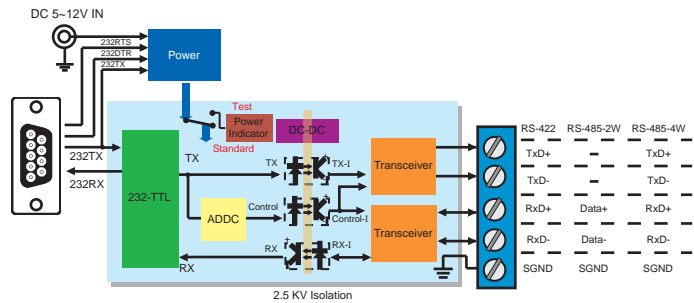 DC 5~12V IN
232RTS
232DTR
232TX
Power
Test
Power
Indicator
DC-DC
Standard
232TX
232RX
232-TTL
TX
TX
TX-I
Transceiver
ADDC
Control
Control-I
RX
RX
RX-I
Transceiver
2.5 KV Isolation
RS-422 RS-485-2W RS-485-4W
TxD+ - TxD+
TxD- - TxD-
RxD+ Data+ RxD+
RxD- Data- RxD-
SGND SGND SGND